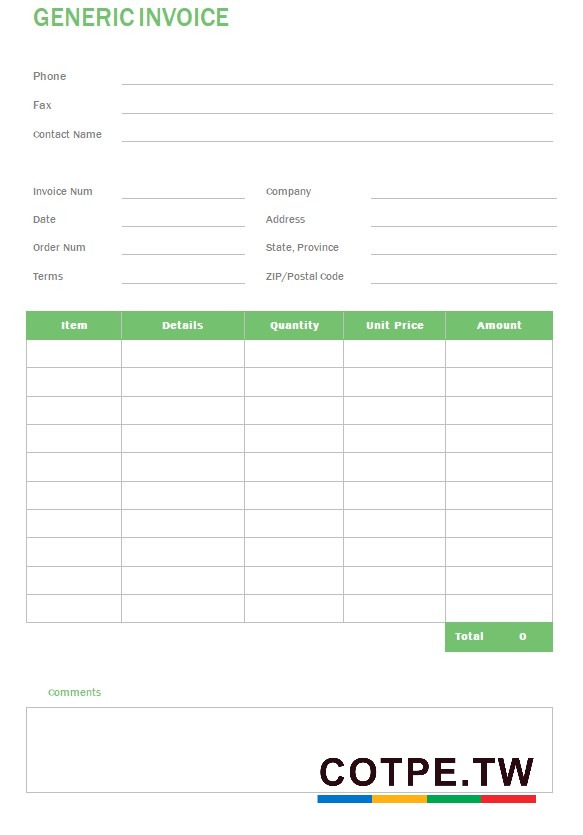 GENERIC INVOICE
Phone
Fax
Contact Name
Invoice Num Company
Date Address
Order Num State, Province
Terms ZIP/Postal Code
Item Details Quantity Unit Price Amount
Total 0
Comments
COTPE.TW